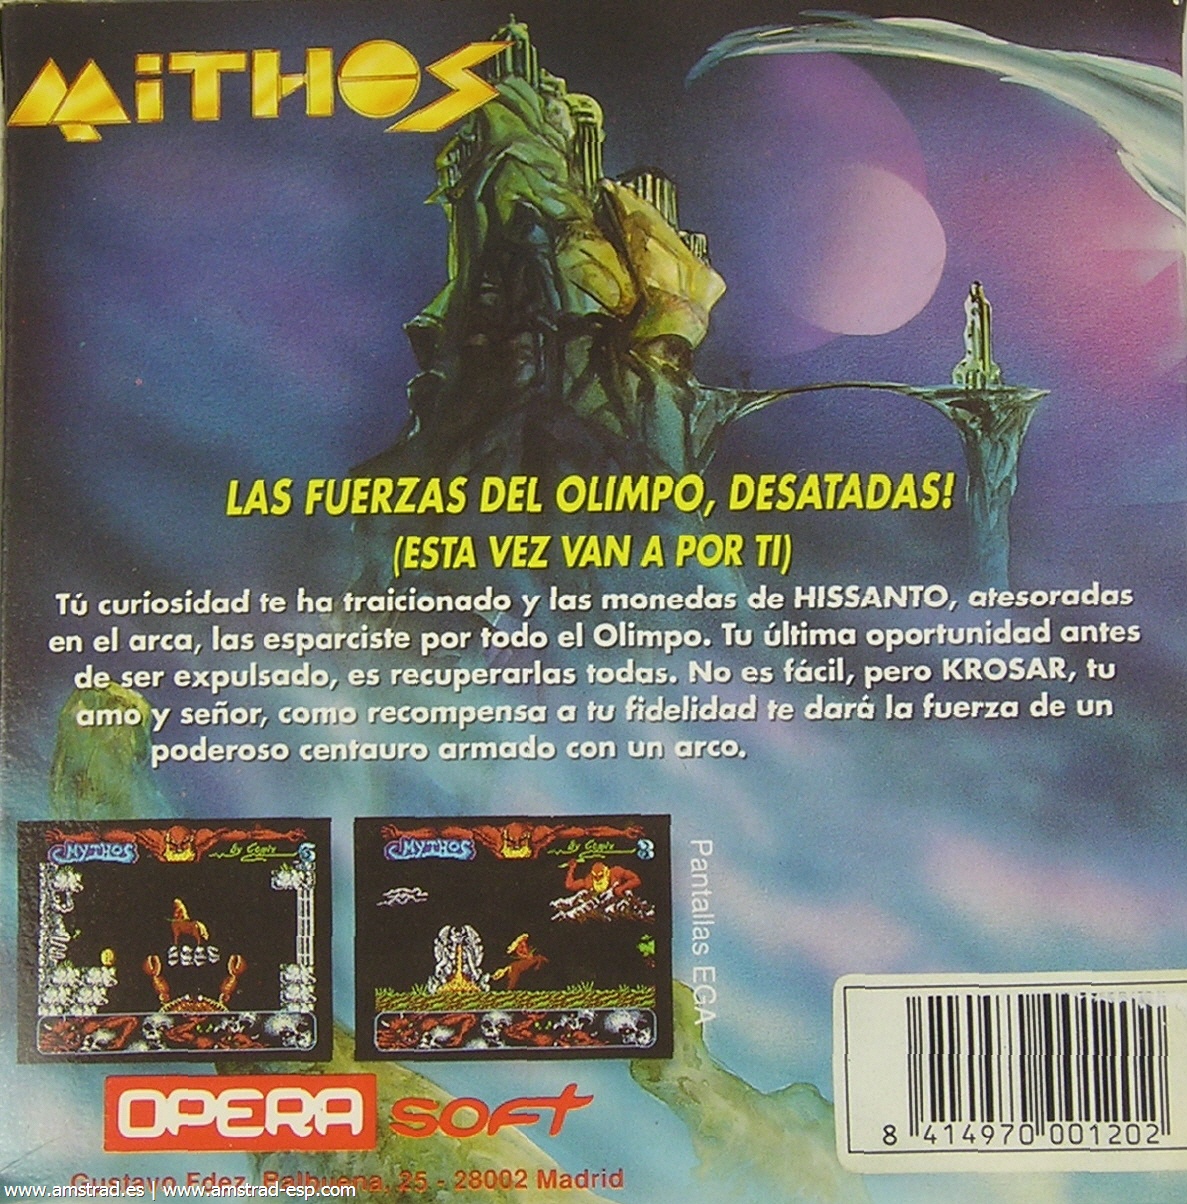 MiTHOS
LAS FUERZAS DEL OLIMPO, DESATADAS!
(ESTA VEZ VAN A POR TI)
Tú curiosidad te ha traicionado y las monedas de HISSANTO, atesoradas
en el arca, las esparciste por todo el Olimpo. Tu última oportunidad antes
de ser expulsado, es recuperarlas todas. No es fácil, pero KROSAR, tu
amo y señor, como recompensa a tu fidelidad te dará la fuerza de un
poderoso centauro armado con un arco.
MYTHOS
MYTHOS
Pantallas EGA
OPERA SOFT
Gustavo Fdez. Balbuena, 25 - 28002 Madrid
www.amstrad.es | www.amstrad-esp.com
8 414970 001202